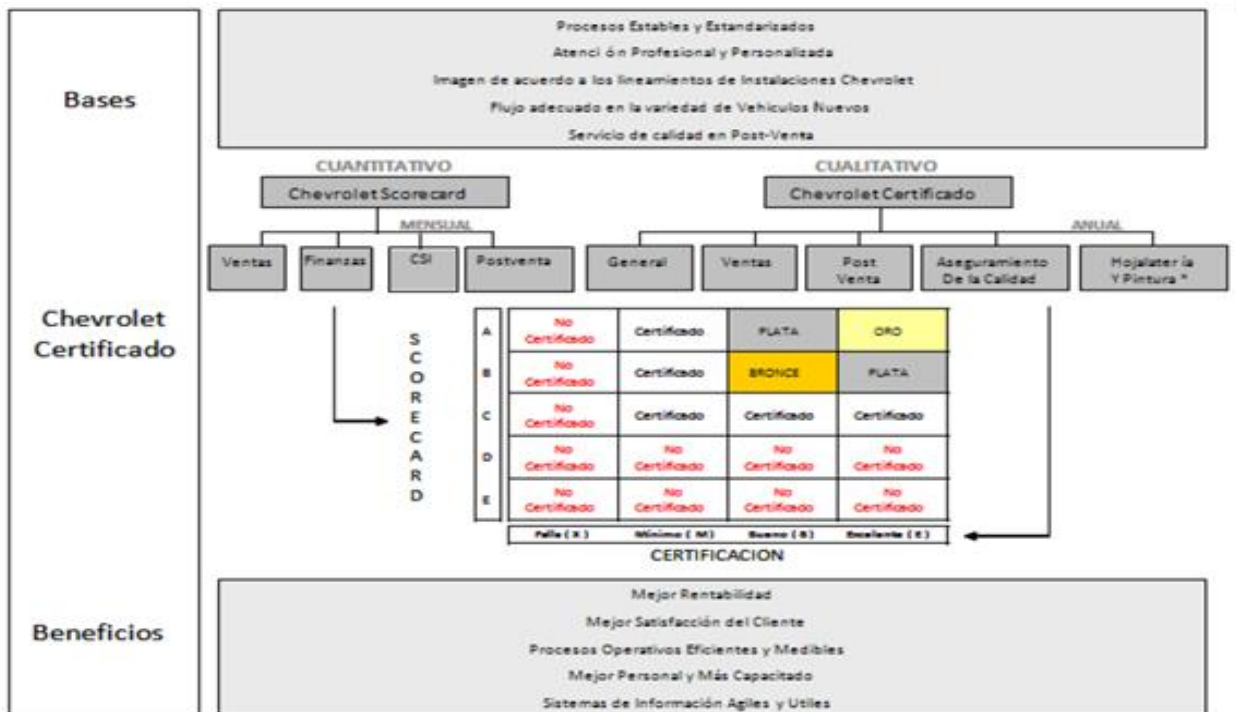 Bases
Procesos Estables y Estandarizados
Atenci ón Profesional y Personalizada
Imagen de acuerdo a los lineamientos de Instalaciones Chevrolet
Flujo adecuado en la variedad de Vehículos Nuevos
Servicio de calidad en Post-Venta
CUANTITATIVO
CUALITATIVO
Chevrolet Scorecard
Chevrolet Certificado
MENSUAL
ANUAL
Ventas
Finanzas
CSI
Postventa
General
Ventas
Post
Venta
Aseguramiento
De la Calidad
Hojalater ía
Y Pintura *
Chevrolet
Certificado
SCORECARD
A
No
Certificado
Certificado
PLATA
ORO
B
No
Certificado
Certificado
BRONCE
PLATA
C
No
Certificado
Certificado
Certificado
Certificado
D
No
Certificado
No
Certificado
No
Certificado
No
Certificado
E
No
Certificado
No
Certificado
No
Certificado
No
Certificado
Falla ( X )
Mínimo ( M )
Bueno ( B )
Excelente ( E )
CERTIFICACION
Beneficios
Mejor Rentabilidad
Mejor Satisfacción del Cliente
Procesos Operativos Eficientes y Medibles
Mejor Personal y Más Capacitado
Sistemas de Información Agiles y Utiles